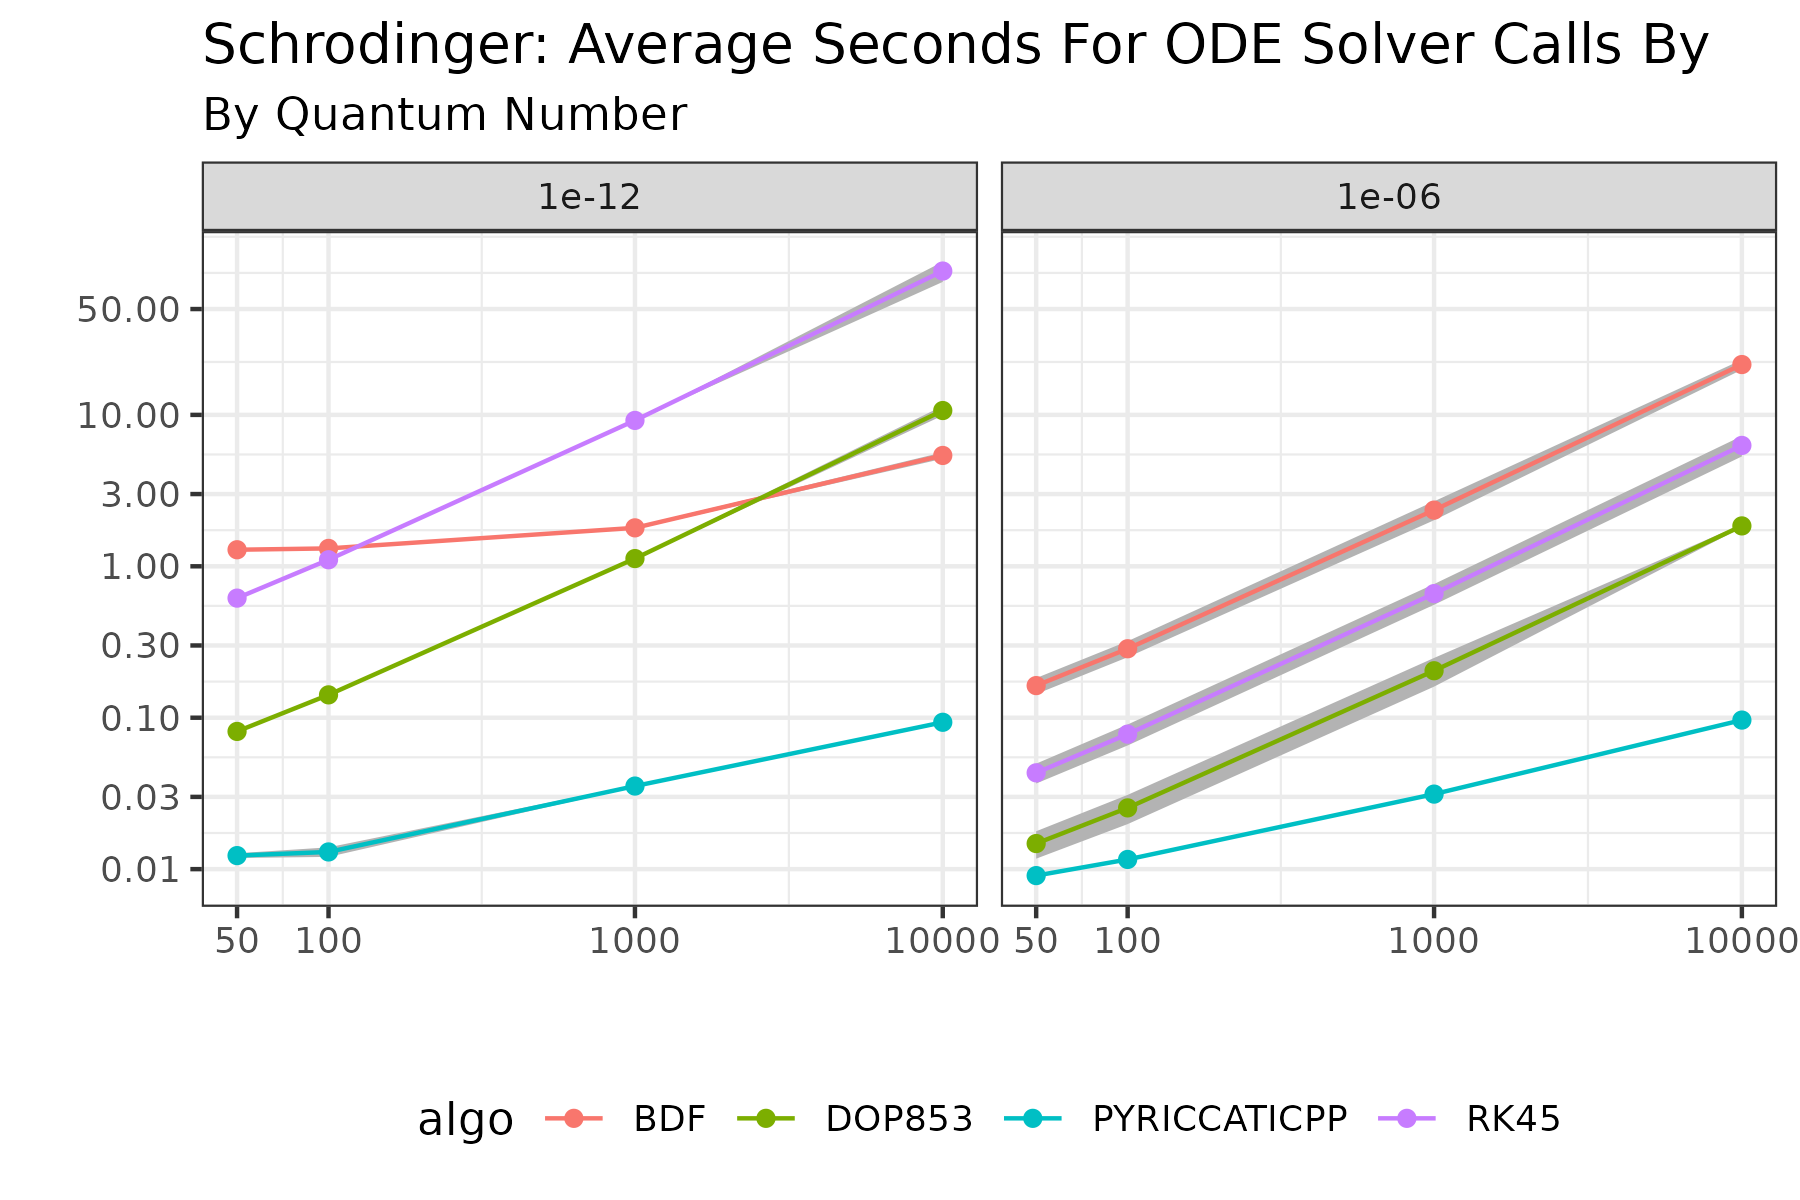 Schrodinger: Average Seconds For ODE Solver Calls By
By Quantum Number
1e-12 1e-06
50.00
10.00
3.00
1.00
0.30
0.10
0.03
0.01
50 100 1000 10000 50 100 1000 10000
algo BDF DOP853 PYRICCATICPP RK45